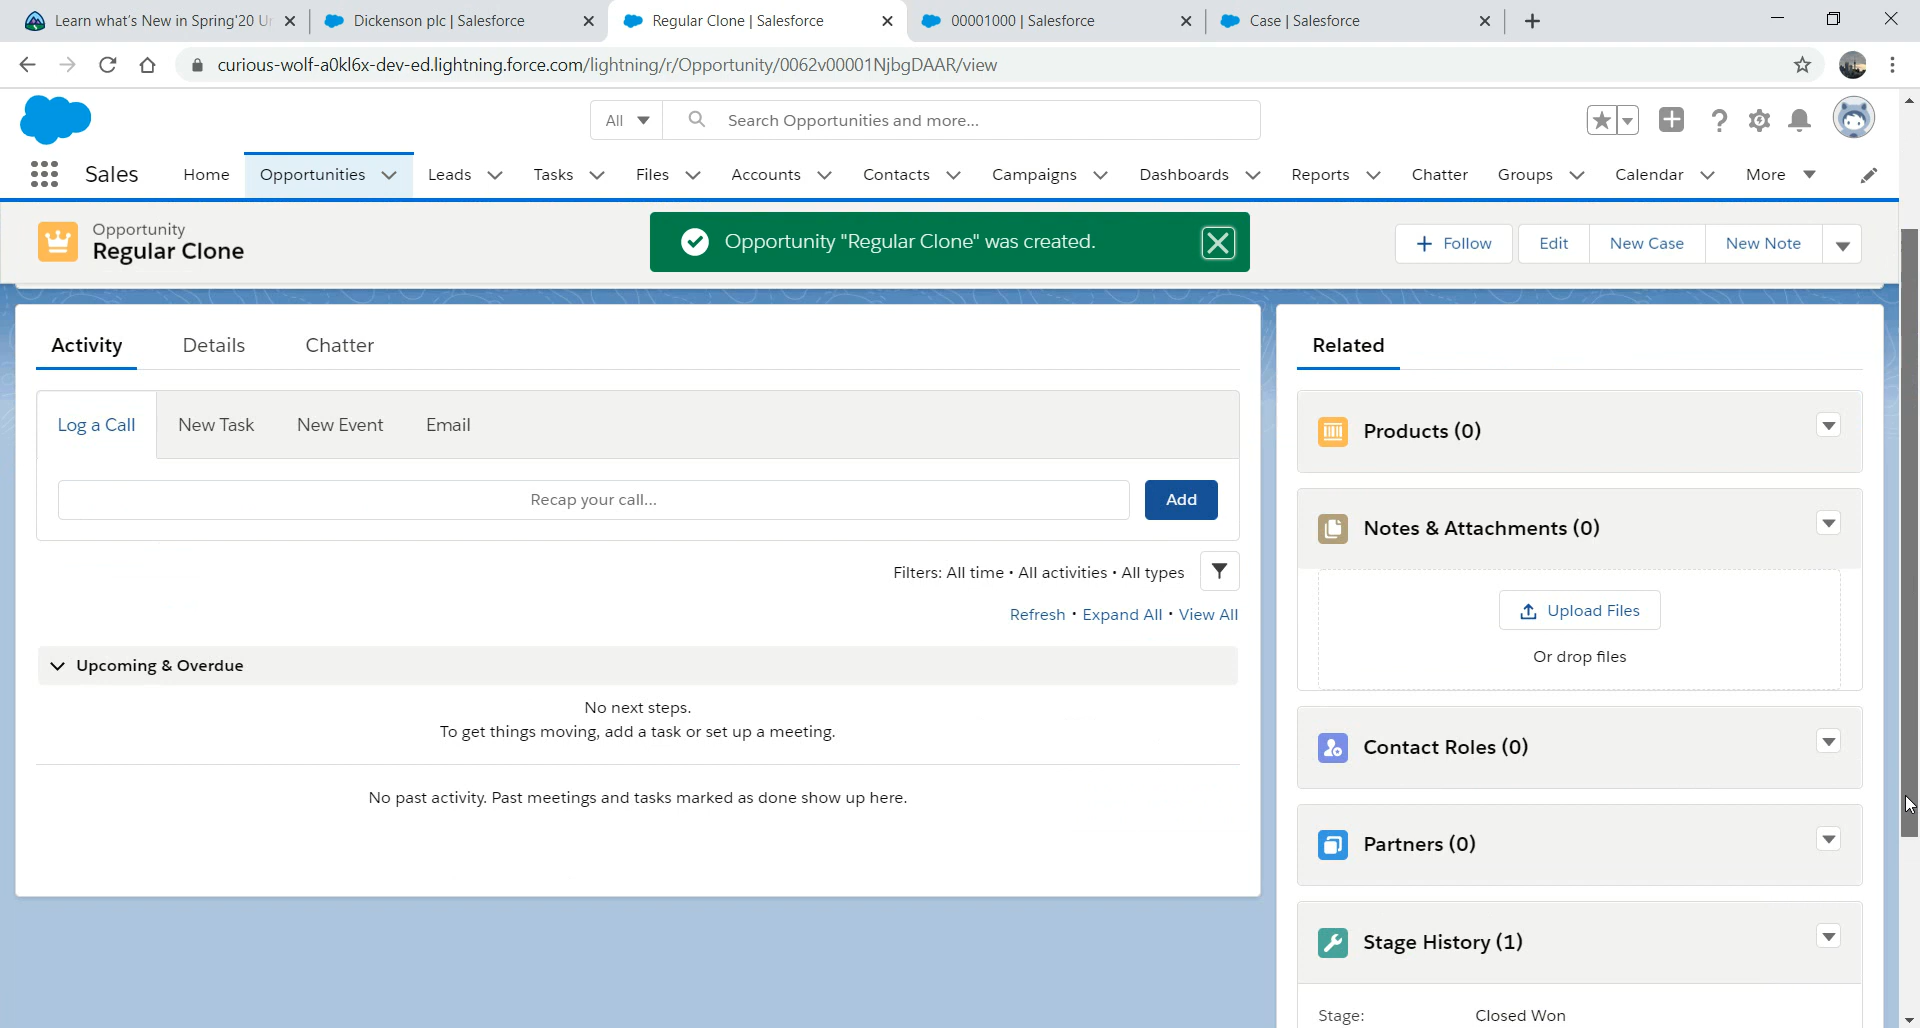 Learn what's New in Spring'20 Ur
Dickenson plc | Salesforce
Regular Clone | Salesforce
00001000 | Salesforce
Case | Salesforce
curious-wolf-a0kl6x-dev-ed.lightning.force.com/lightning/r/Opportunity/0062v00001NjbgDAAR/view
All
Search Opportunities and more...
Sales
Home
Opportunities
Leads
Tasks
Files
Accounts
Contacts
Campaigns
Dashboards
Reports
Chatter
Groups
Calendar
More
Opportunity
Regular Clone
Opportunity "Regular Clone" was created.
Follow
Edit
New Case
New Note
Activity
Details
Chatter
Log a Call
New Task
New Event
Email
Recap your call...
Add
Filters: All time • All activities • All types
Refresh • Expand All • View All
Upcoming & Overdue
No next steps.
To get things moving, add a task or set up a meeting.
No past activity. Past meetings and tasks marked as done show up here.
Related
Products (0)
Notes & Attachments (0)
Upload Files
Or drop files
Contact Roles (0)
Partners (0)
Stage History (1)
Stage:
Closed Won